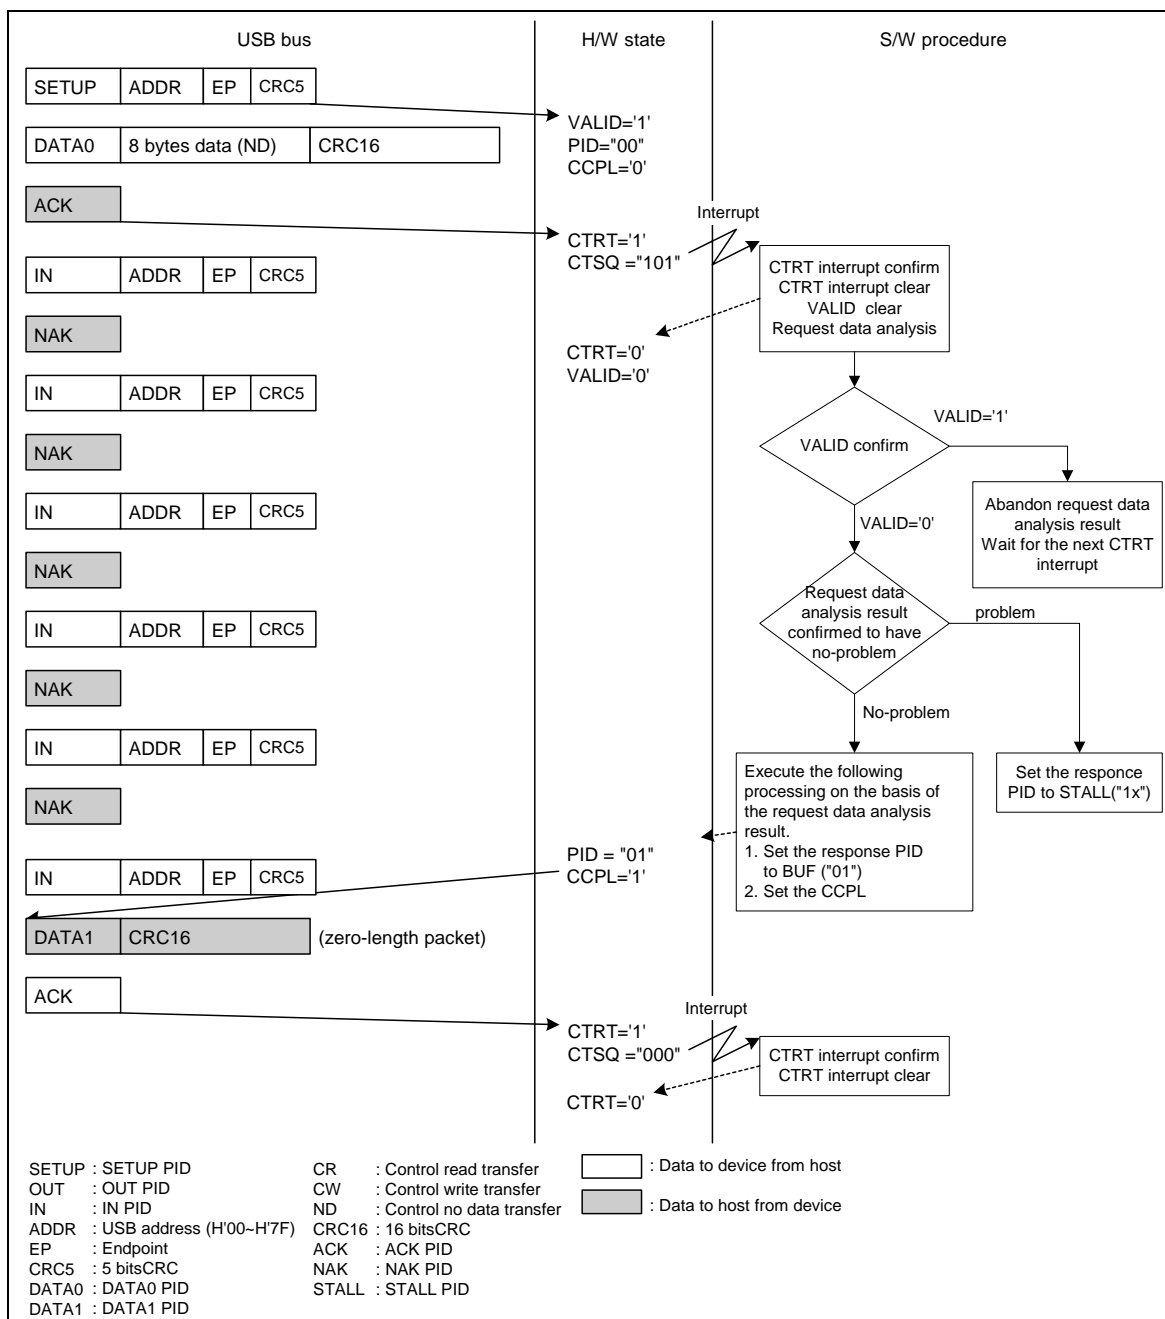 USB bus
H/W state
S/W procedure
SETUP ADDR EP CRC5
VALID='1'
PID="00"
CCPL='0'
DATA0 8 bytes data (ND) CRC16
ACK
Interrupt
CTRT='1'
CTSQ ="101"
IN ADDR EP CRC5
CTRT interrupt confirm
CTRT interrupt clear
VALID clear
Request data analysis
NAK
CTRT='0'
VALID='0'
IN ADDR EP CRC5
VALID='1'
NAK
VALID confirm
IN ADDR EP CRC5
Abandon request data
analysis result
Wait for the next CTRT
interrupt
VALID='0'
NAK
Request data
analysis result
confirmed to have
no-problem
problem
IN ADDR EP CRC5
NAK
No-problem
IN ADDR EP CRC5
Execute the following
processing on the basis of
the request data analysis
result.
1. Set the response PID
to BUF ("01")
2. Set the CCPL
Set the responce
PID to STALL("1x")
NAK
PID = "01"
CCPL='1'
IN ADDR EP CRC5
DATA1 CRC16 (zero-length packet)
ACK
Interrupt
CTRT='1'
CTSQ ="000"
CTRT interrupt confirm
CTRT interrupt clear
CTRT='0'
SETUP : SETUP PID
OUT : OUT PID
IN : IN PID
ADDR : USB address (H'00~H'7F)
EP : Endpoint
CRC5 : 5 bitsCRC
DATA0 : DATA0 PID
DATA1 : DATA1 PID
CR : Control read transfer
CW : Control write transfer
ND : Control no data transfer
CRC16 : 16 bitsCRC
ACK : ACK PID
NAK : NAK PID
STALL : STALL PID
: Data to device from host
: Data to host from device